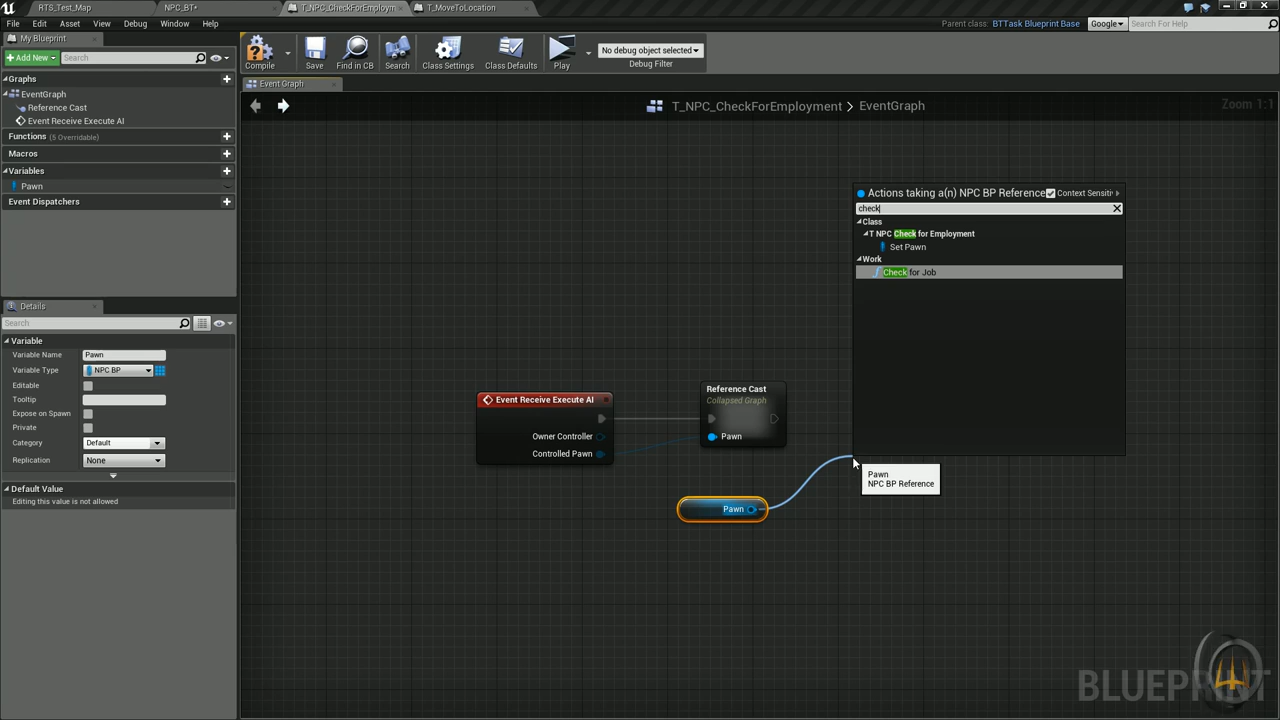 RTS_Test_Map
NPC_BT*
T_NPC_CheckForEmploym
T_MoveToLocation
File Edit Asset View Debug Window Help
Parent class: BTTask Blueprint Base
Google
Search For Help
My Blueprint
Add New
Search
Graphs
EventGraph
Reference Cast
Event Receive Execute AI
Functions (5 Overridable)
Macros
Variables
Pawn
Event Dispatchers
Compile
Save
Find in CB
Search
Class Settings
Class Defaults
Play
No debug object selected
Debug Filter
Event Graph
T_NPC_CheckForEmployment > EventGraph
Zoom 1:1
Details
Search
Variable
Variable Name Pawn
Variable Type NPC BP
Editable
Tooltip
Expose on Spawn
Private
Category Default
Replication None
Default Value
Editing this value is not allowed
Actions taking a(n) NPC BP Reference
Context Sensiti
check
Class
T NPC Check for Employment
Set Pawn
Work
Check for Job
Event Receive Execute AI
Owner Controller
Controlled Pawn
Reference Cast
Collapsed Graph
Pawn
Pawn
Pawn
NPC BP Reference
BLUEPRINT